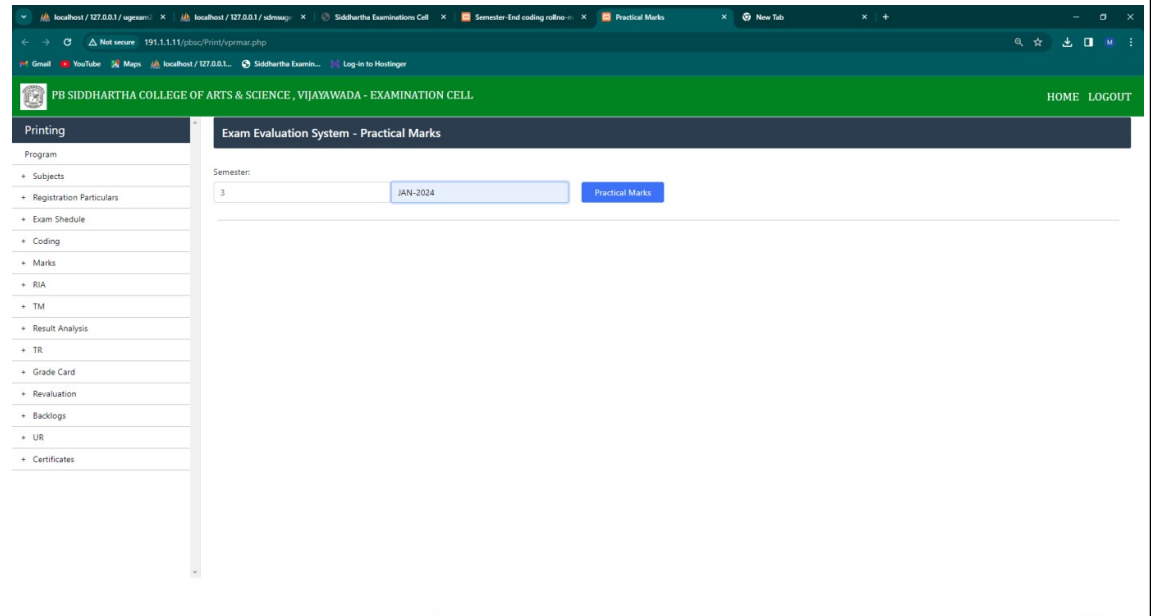 localhost / 127.0.0.1 / ugexam
localhost / 127.0.0.1 / sdmsug
Siddhartha Examinations Cell
Semester-End coding rollno-m
Practical Marks
New Tab
Not secure 191.1.1.11/pbsc/Print/vprmar.php
Gmail YouTube Maps localhost / 127.0.0.1... Siddhartha Examin... Log-in to Hostinger
PB SIDDHARTHA COLLEGE OF ARTS & SCIENCE , VIJAYAWADA - EXAMINATION CELL
HOME LOGOUT
Printing
Program
+ Subjects
+ Registration Particulars
+ Exam Shedule
+ Coding
+ Marks
+ RIA
+ TM
+ Result Analysis
+ TR
+ Grade Card
+ Revaluation
+ Backlogs
+ UR
+ Certificates
Exam Evaluation System - Practical Marks
Semester:
3 JAN-2024 Practical Marks